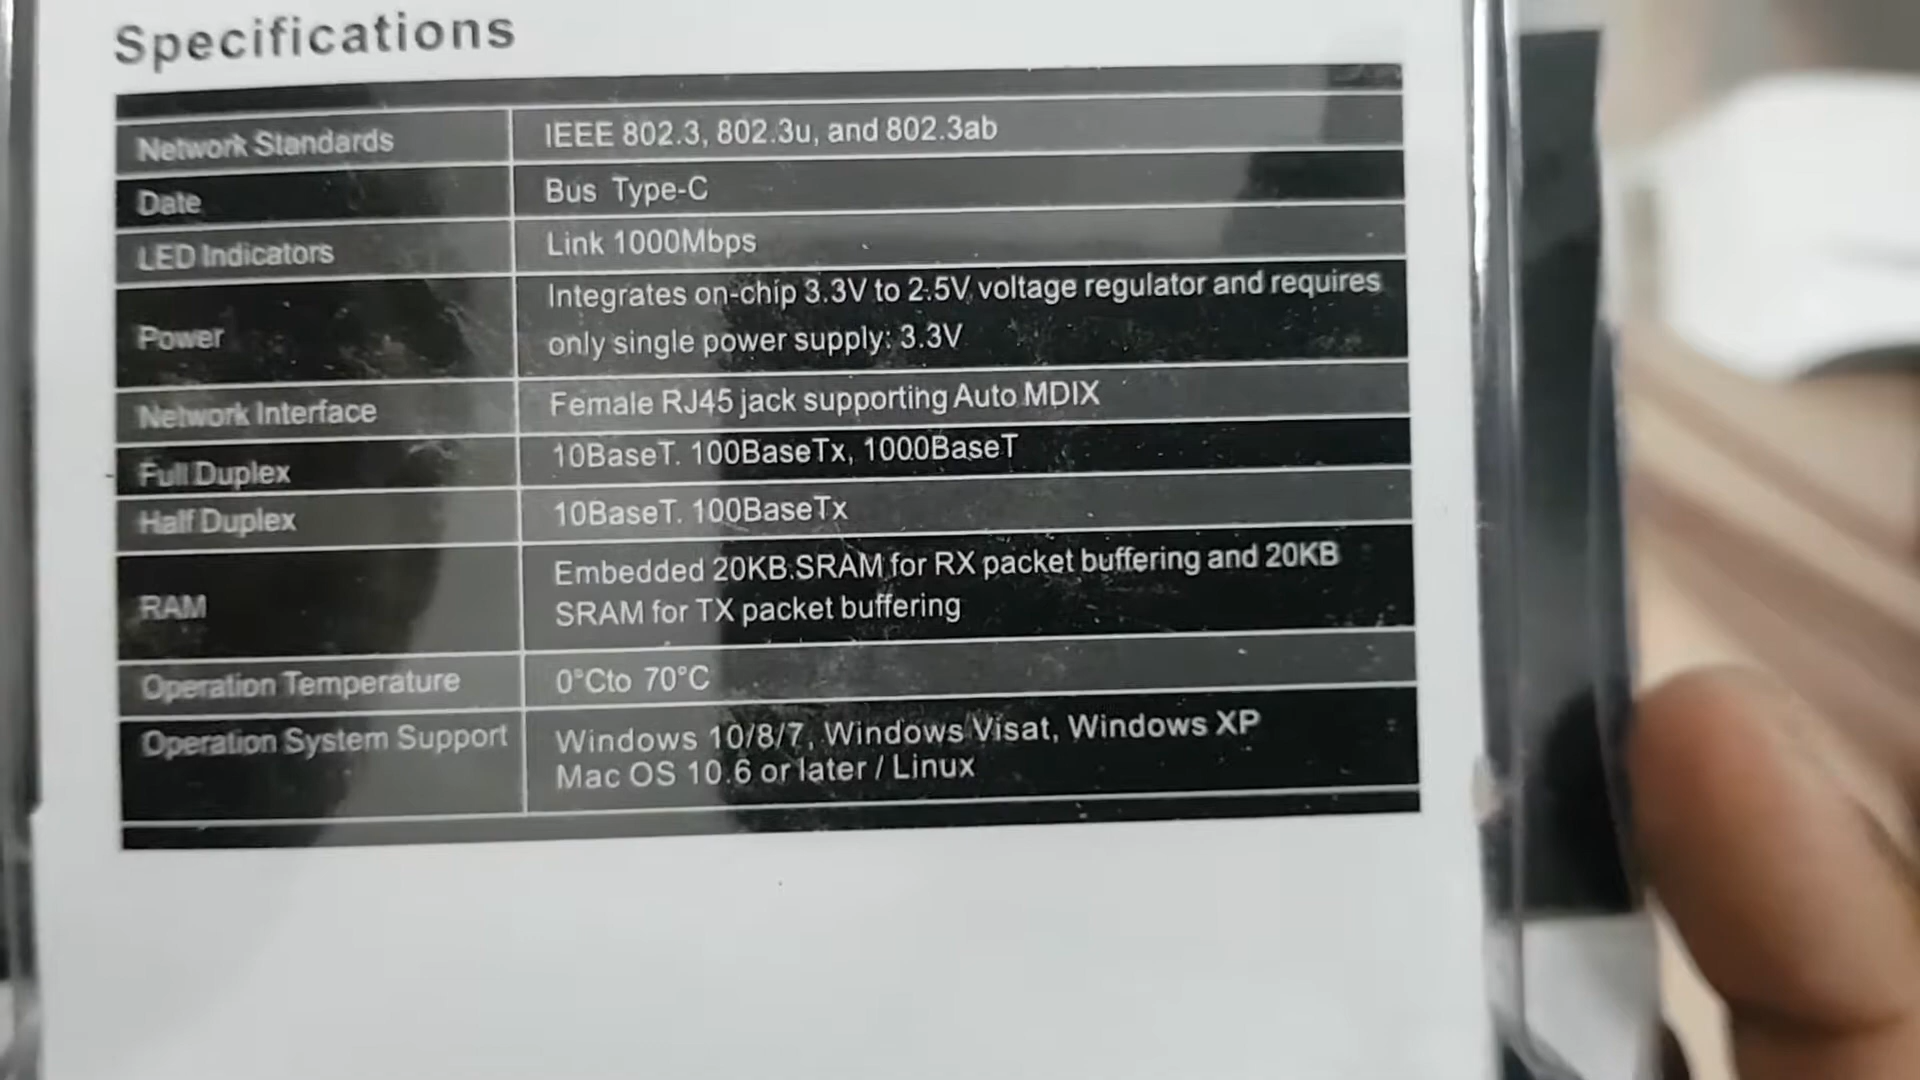 Specifications
Network Standards IEEE 802.3, 802.3u, and 802.3ab
Date Bus Type-C
LED Indicators Link 1000Mbps
Power Integrates on-chip 3.3V to 2.5V voltage regulator and requires
only single power supply: 3.3V
Network Interface Female RJ45 jack supporting Auto MDIX
Full Duplex 10BaseT. 100BaseTx, 1000BaseT
Half Duplex 10BaseT. 100BaseTx
RAM Embedded 20KB.SRAM for RX packet buffering and 20KB
SRAM for TX packet buffering
Operation Temperature 0°Cto 70°C
Operation System Support Windows 10/8/7, Windows Visat, Windows XP
Mac OS 10.6 or later / Linux